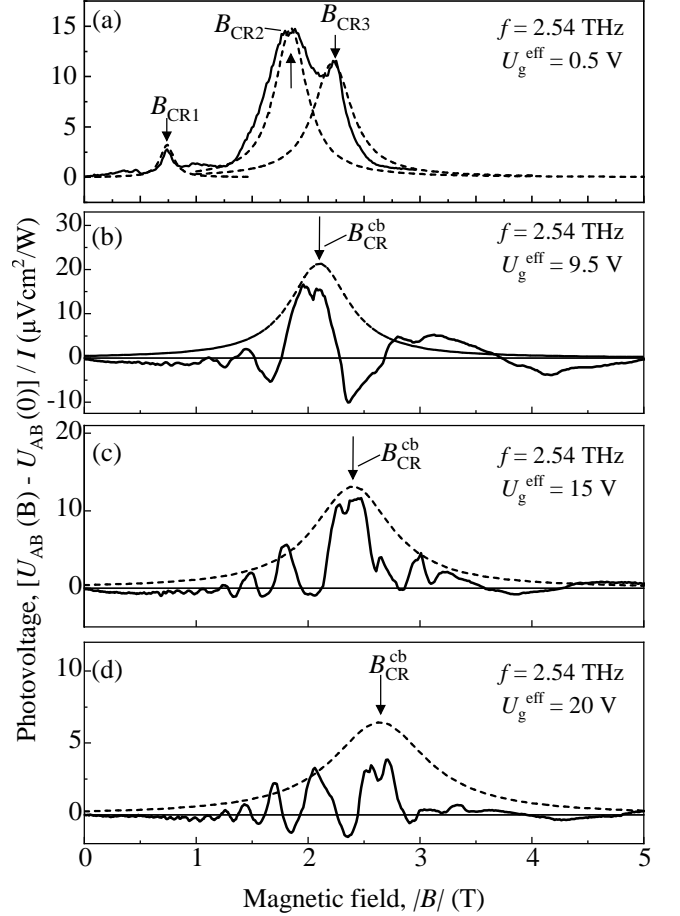 (a)
B_CR2
B_CR3
f = 2.54 THz
U_g^eff = 0.5 V
B_CR1
15
10
5
0
(b)
B_CR^cb
f = 2.54 THz
U_g^eff = 9.5 V
30
20
10
0
-10
(c)
B_CR^cb
f = 2.54 THz
U_g^eff = 15 V
20
10
0
(d)
B_CR^cb
f = 2.54 THz
U_g^eff = 20 V
10
5
0
0 1 2 3 4 5
Magnetic field, |B| (T)
Photovoltage, [U_AB (B) - U_AB (0)] / I (μVcm²/W)